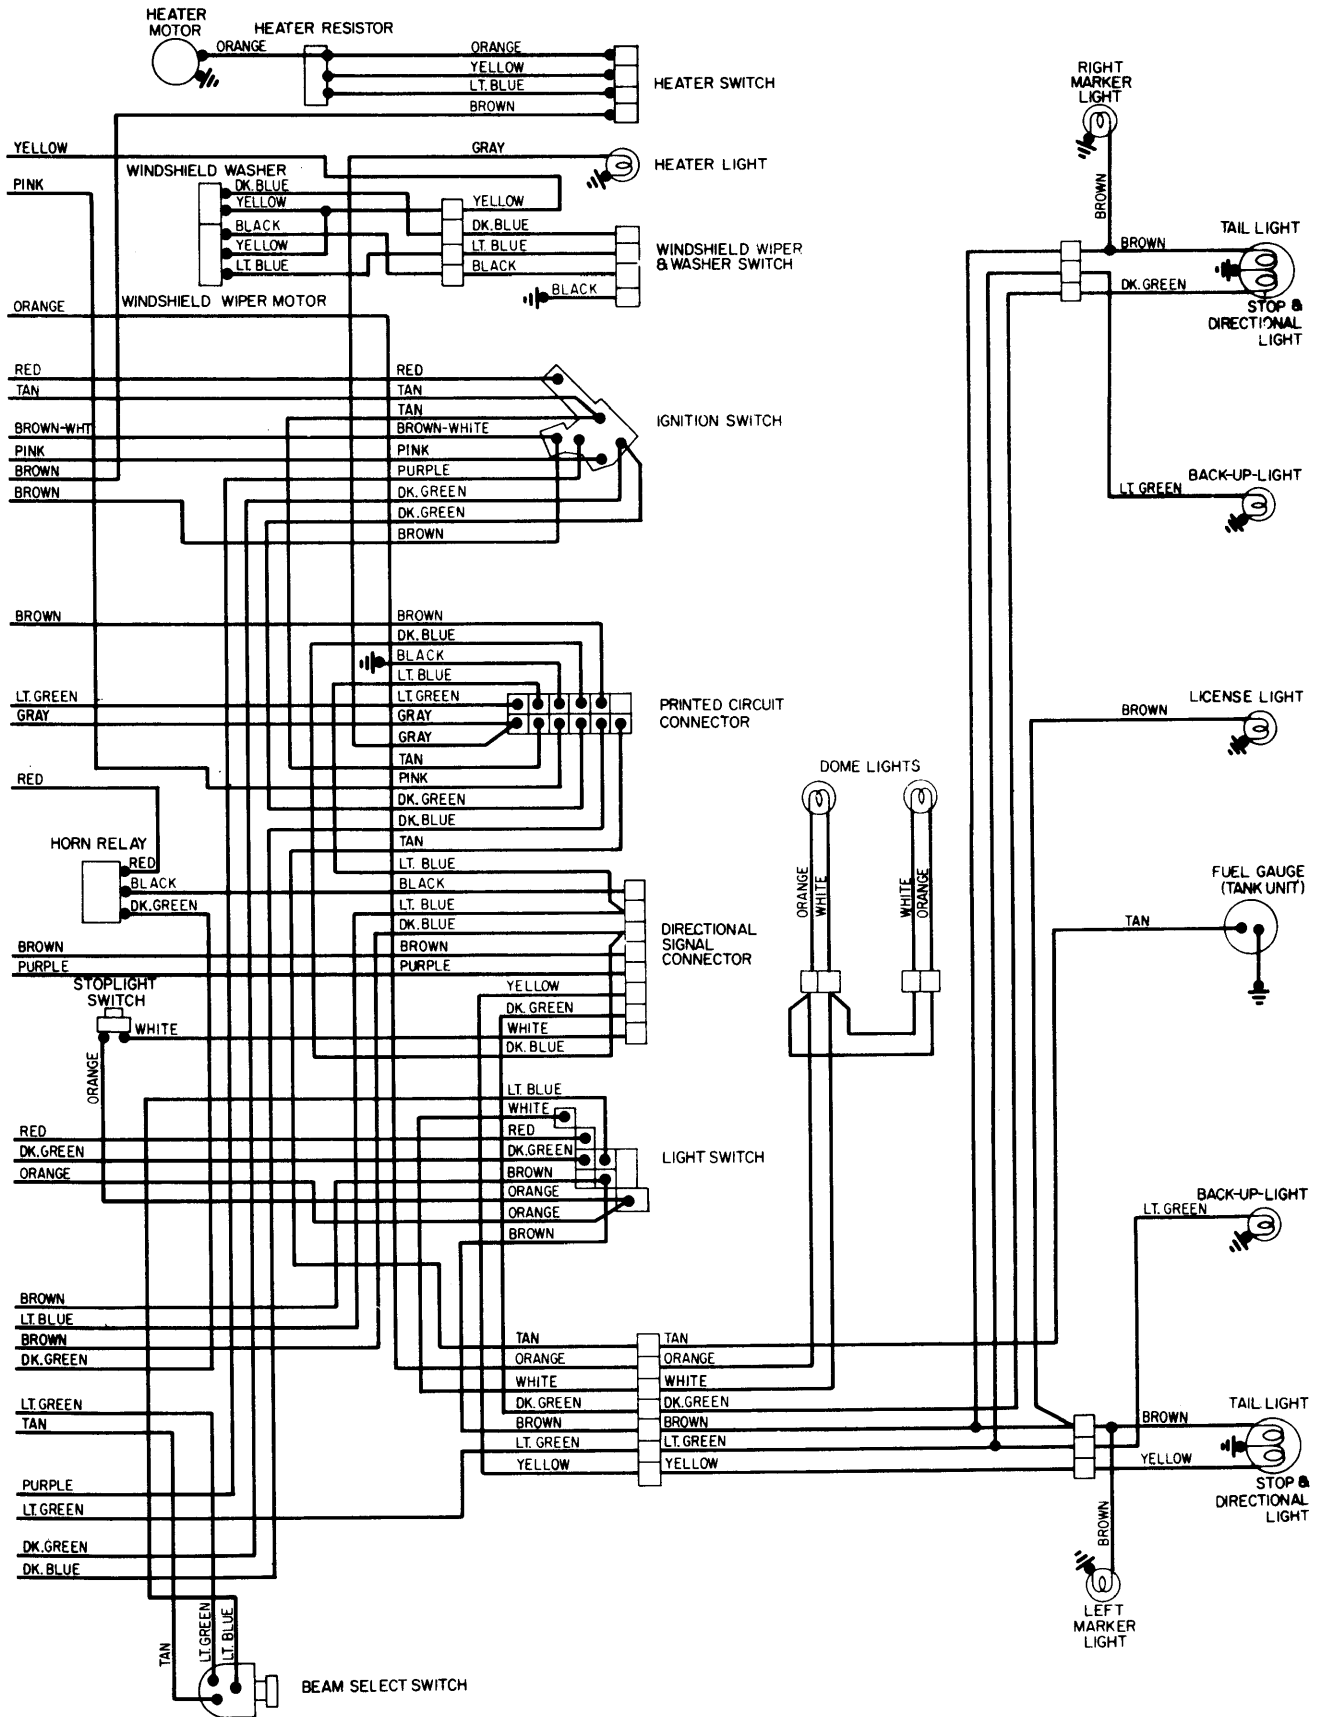 HEATER
MOTOR
HEATER RESISTOR
ORANGE
ORANGE
YELLOW
LT.BLUE
BROWN
HEATER SWITCH
YELLOW
GRAY
HEATER LIGHT
PINK
WINDSHIELD WASHER
DK.BLUE
YELLOW
BLACK
YELLOW
LT BLUE
WINDSHIELD WIPER MOTOR
YELLOW
DK.BLUE
LT BLUE
BLACK
BLACK
WINDSHIELD WIPER
& WASHER SWITCH
ORANGE
RED
RED
TAN
TAN
TAN
BROWN-WHT
BROWN-WHITE
PINK
PINK
BROWN
PURPLE
BROWN
DK.GREEN
DK.GREEN
BROWN
IGNITION SWITCH
BROWN
BROWN
DK.BLUE
BLACK
LT BLUE
LT.GREEN
LT.GREEN
GRAY
GRAY
GRAY
PRINTED CIRCUIT
CONNECTOR
TAN
PINK
DK.GREEN
DK.BLUE
TAN
RED
HORN RELAY
RED
BLACK
DK.GREEN
LT. BLUE
BLACK
LT BLUE
DK.BLUE
BROWN
BROWN
PURPLE
PURPLE
DIRECTIONAL
SIGNAL
CONNECTOR
STOPLIGHT
SWITCH
WHITE
ORANGE
YELLOW
DK.GREEN
WHITE
DK.BLUE
LT BLUE
WHITE
RED
RED
DK.GREEN
DK.GREEN
ORANGE
BROWN
ORANGE
ORANGE
BROWN
LIGHT SWITCH
BROWN
LT.BLUE
BROWN
DK.GREEN
LT.GREEN
TAN
PURPLE
LT.GREEN
DK.GREEN
DK.BLUE
TAN
LT.GREEN
LT BLUE
BEAM SELECT SWITCH
TAN
TAN
ORANGE
ORANGE
WHITE
WHITE
DK.GREEN
DK.GREEN
BROWN
BROWN
LT. GREEN
LT.GREEN
YELLOW
YELLOW
DOME LIGHTS
ORANGE
WHITE
WHITE
ORANGE
RIGHT
MARKER
LIGHT
BROWN
BROWN
TAIL LIGHT
DK.GREEN
STOP &
DIRECTIONAL
LIGHT
BACK-UP-LIGHT
LT.GREEN
LICENSE LIGHT
BROWN
FUEL GAUGE
(TANK UNIT)
TAN
BACK-UP-LIGHT
LT.GREEN
TAIL LIGHT
BROWN
YELLOW
STOP &
DIRECTIONAL
LIGHT
BROWN
LEFT
MARKER
LIGHT